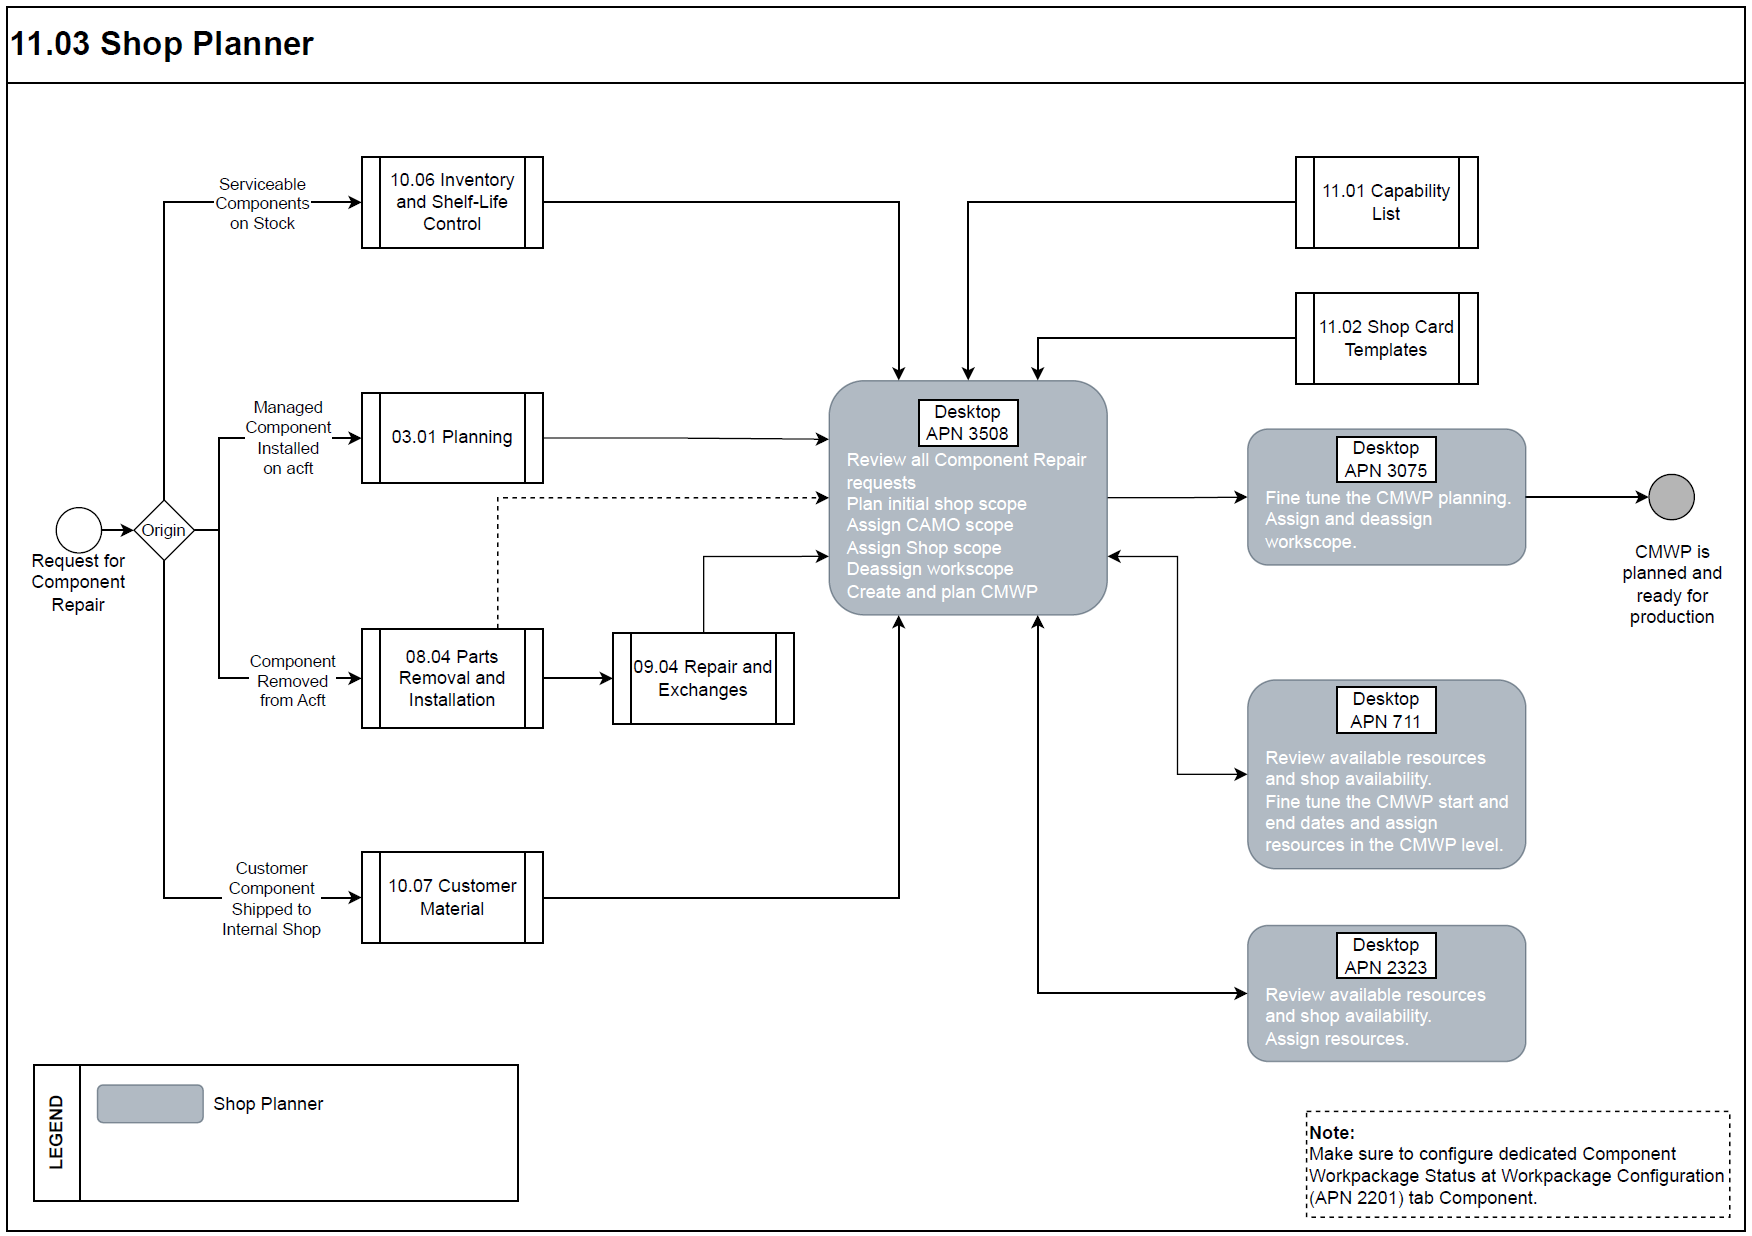 11.03 Shop Planner
Serviceable
Components
on Stock
10.06 Inventory
and Shelf-Life
Control
11.01 Capability
List
11.02 Shop Card
Templates
Managed
Component
Installed
on acft
03.01 Planning
Desktop
APN 3508
Review all Component Repair
requests
Plan initial shop scope
Assign CAMO scope
Assign Shop scope
Deassign workscope
Create and plan CMWP
Desktop
APN 3075
Fine tune the CMWP planning.
Assign and deassign
workscope.
Origin
Request for
Component
Repair
CMWP is
planned and
ready for
production
Component
Removed
from Acft
08.04 Parts
Removal and
Installation
09.04 Repair and
Exchanges
Desktop
APN 711
Review available resources
and shop availability.
Fine tune the CMWP start and
end dates and assign
resources in the CMWP level.
Customer
Component
Shipped to
Internal Shop
10.07 Customer
Material
Desktop
APN 2323
Review available resources
and shop availability.
Assign resources.
LEGEND
Shop Planner
Note:
Make sure to configure dedicated Component
Workpackage Status at Workpackage Configuration
(APN 2201) tab Component.